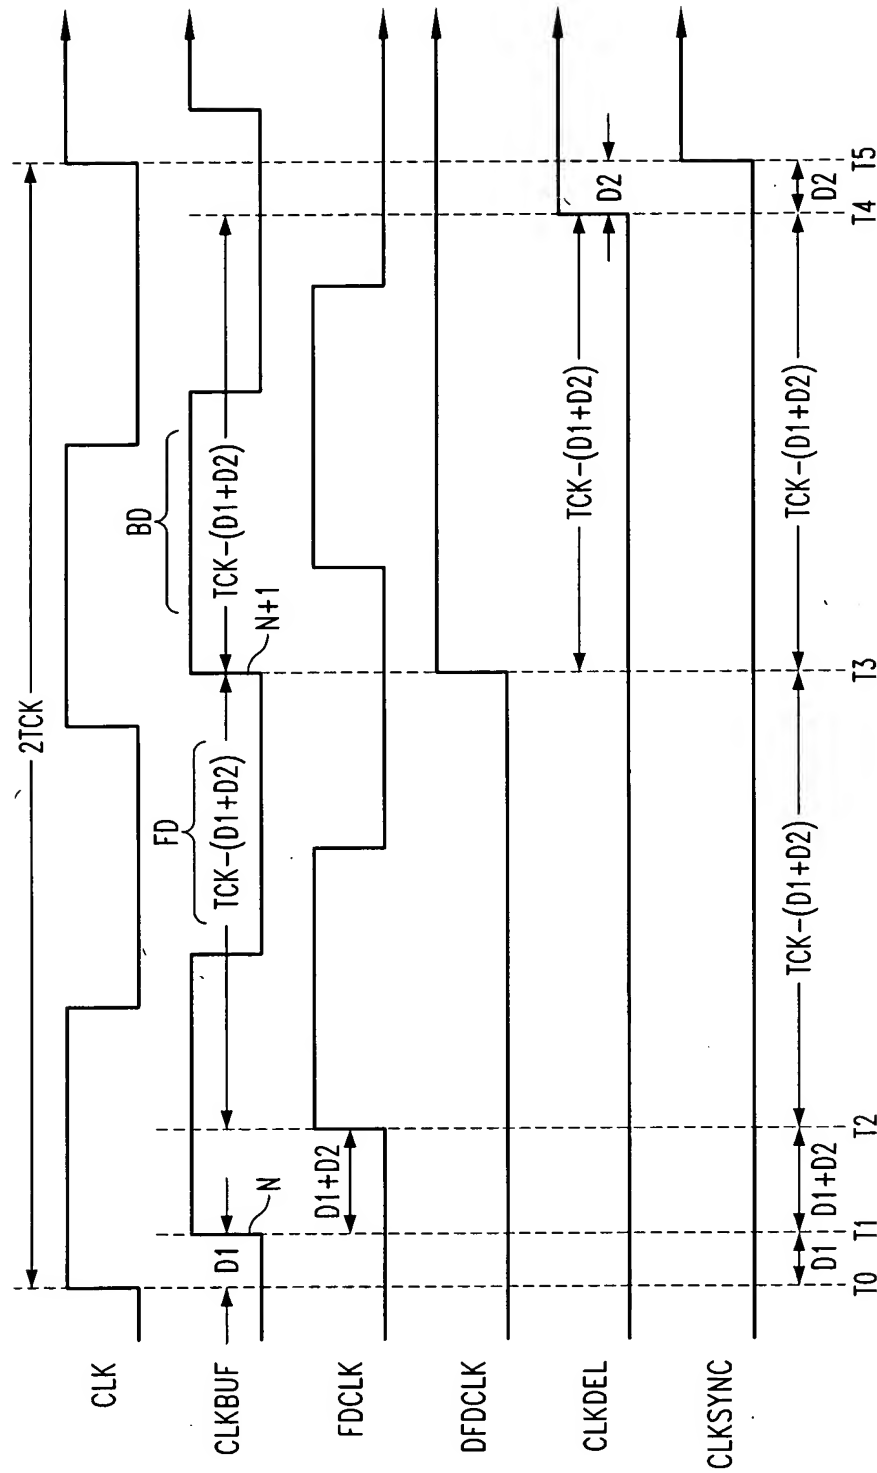 2TCK
CLK
CLKBUF
D1
N
FD
TCK-(D1+D2)
N+1
BD
TCK-(D1+D2)
FDCLK
D1+D2
DFDCLK
CLKDEL
TCK-(D1+D2)
D2
CLKSYNC
D1
D1+D2
TCK-(D1+D2)
TCK-(D1+D2)
D2
T0
T1
T2
T3
T4
T5